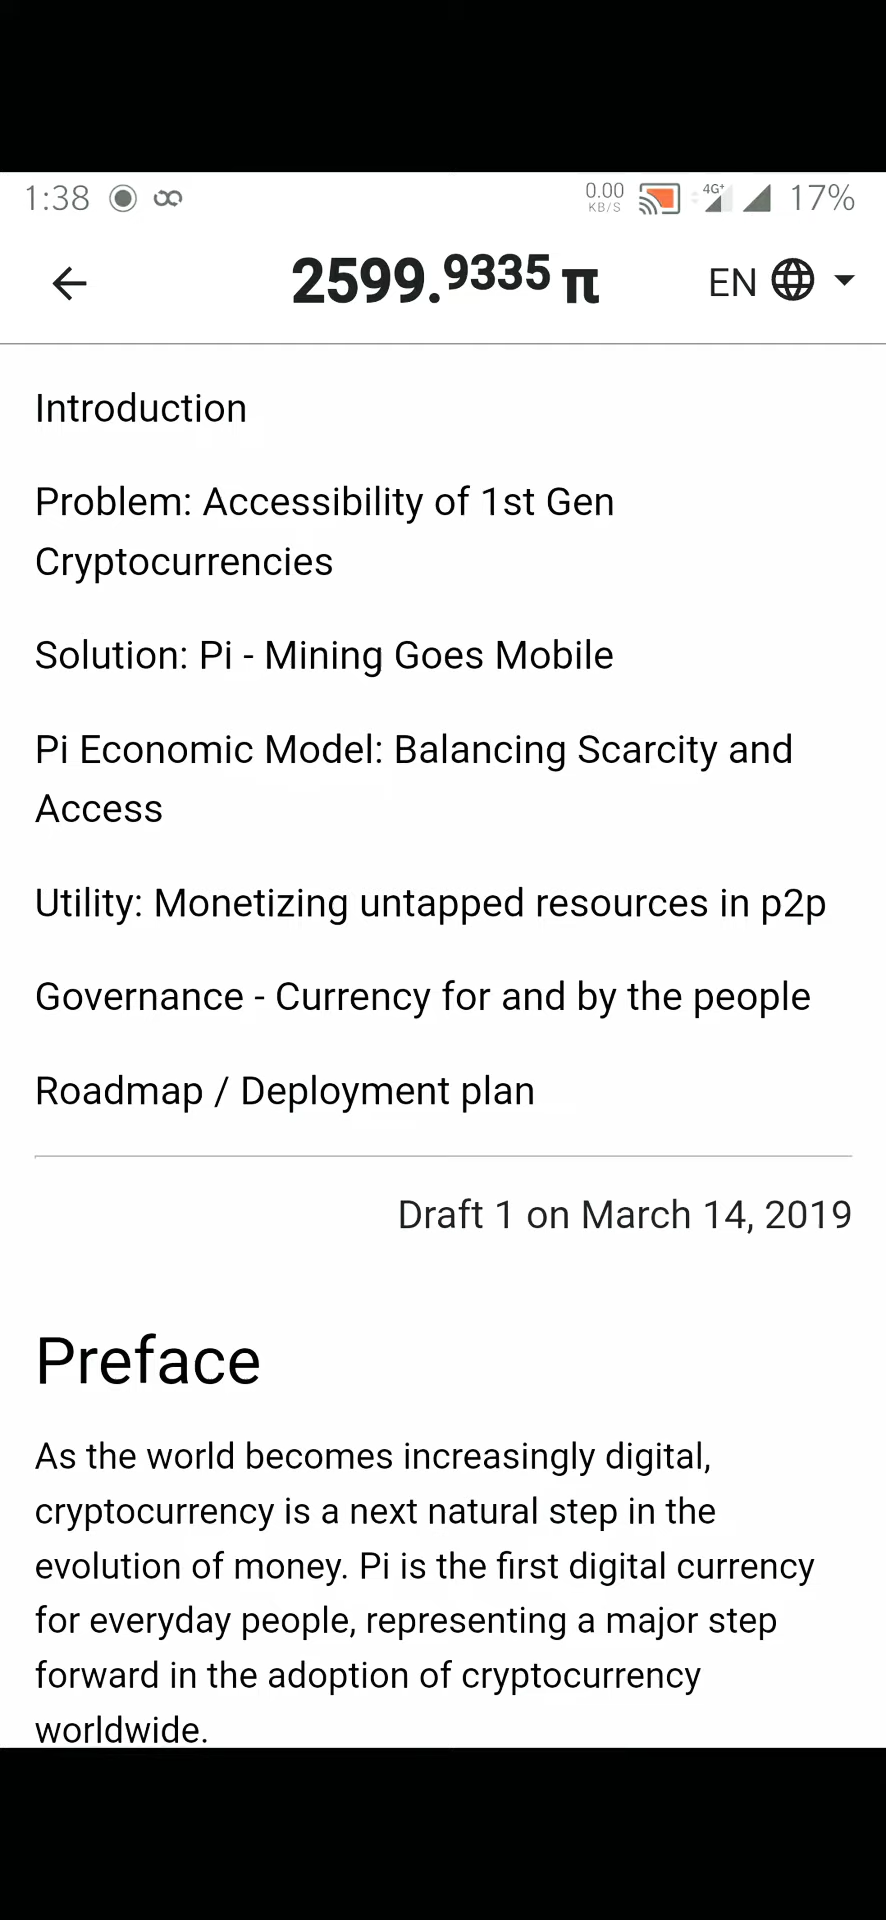 1:38 0.00 KB/S 4G+ 17%
2599.9335 π EN
Introduction
Problem: Accessibility of 1st Gen
Cryptocurrencies
Solution: Pi - Mining Goes Mobile
Pi Economic Model: Balancing Scarcity and
Access
Utility: Monetizing untapped resources in p2p
Governance - Currency for and by the people
Roadmap / Deployment plan
Draft 1 on March 14, 2019
Preface
As the world becomes increasingly digital,
cryptocurrency is a next natural step in the
evolution of money. Pi is the first digital currency
for everyday people, representing a major step
forward in the adoption of cryptocurrency
worldwide.